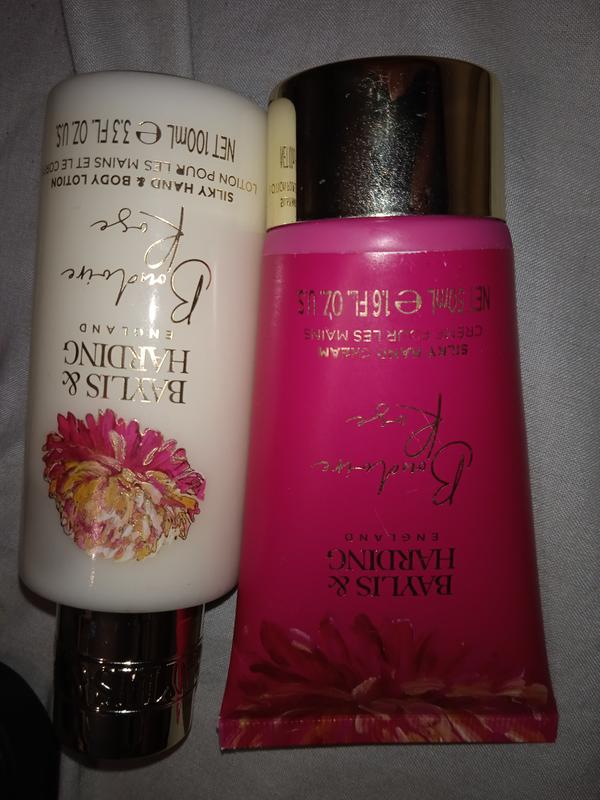 BAYLIS &
HARDING
ENGLAND
Boudoire
Rose
SILKY HAND & BODY LOTION
LOTION POUR LES MAINS ET LE CORPS
NET 100mL e 3.3 FL. OZ. U.S.
BAYLIS &
HARDING
ENGLAND
Boudoire
Rose
SILKY HAND CREAM
CRÈME POUR LES MAINS
NET 50mL e 1.6 FL. OZ. U.S.